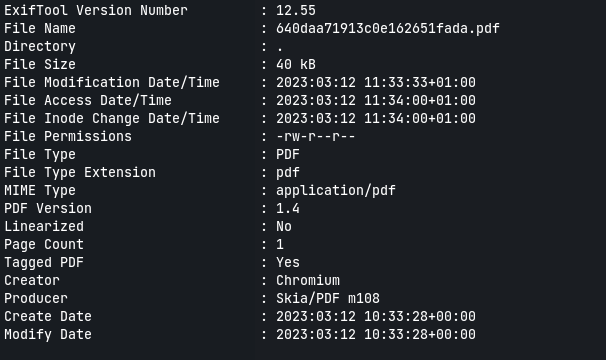 ExifTool Version Number : 12.55
File Name : 640daa71913c0e162651fada.pdf
Directory : .
File Size : 40 kB
File Modification Date/Time : 2023:03:12 11:33:33+01:00
File Access Date/Time : 2023:03:12 11:34:00+01:00
File Inode Change Date/Time : 2023:03:12 11:34:00+01:00
File Permissions : -rw-r--r--
File Type : PDF
File Type Extension : pdf
MIME Type : application/pdf
PDF Version : 1.4
Linearized : No
Page Count : 1
Tagged PDF : Yes
Creator : Chromium
Producer : Skia/PDF m108
Create Date : 2023:03:12 10:33:28+00:00
Modify Date : 2023:03:12 10:33:28+00:00